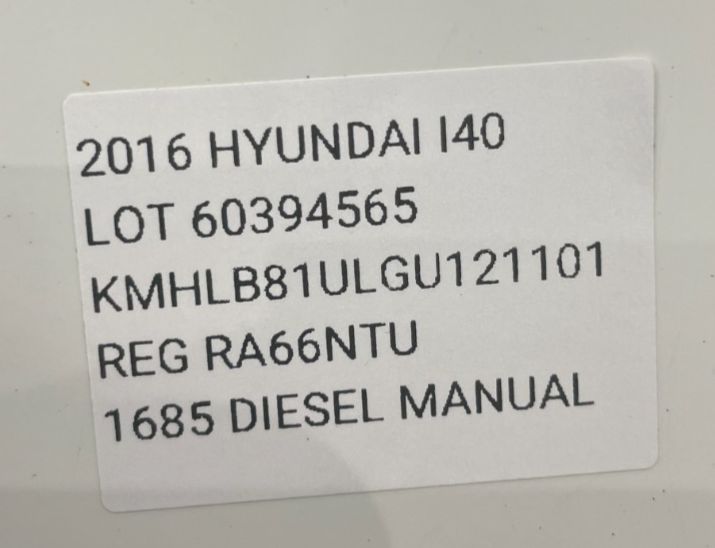 2016 HYUNDAI I40
LOT 60394565
KMHLB81ULGU121101
REG RA66NTU
1685 DIESEL MANUAL